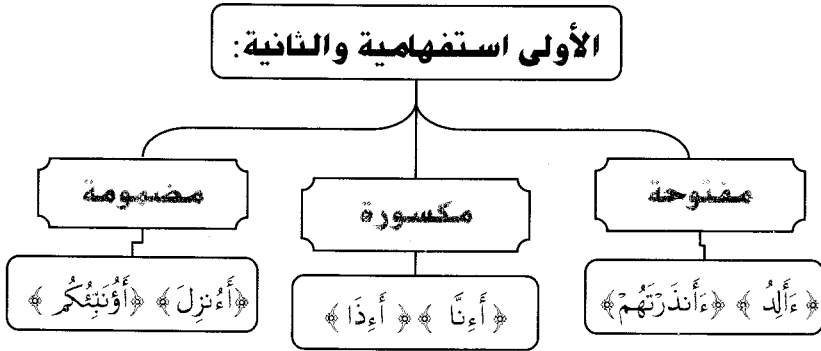 الأولى استفهامية والثانية:
مفتوحة
مكسورة
مضمومة
﴿ءَأَلِدُ﴾ ﴿ءَأَنذَرْتَهُمْ﴾
﴿أَءِنَّا﴾ ﴿أَءِذَا﴾
﴿أَءُنزِلَ﴾ ﴿أَؤُنَبِّئُكُم﴾